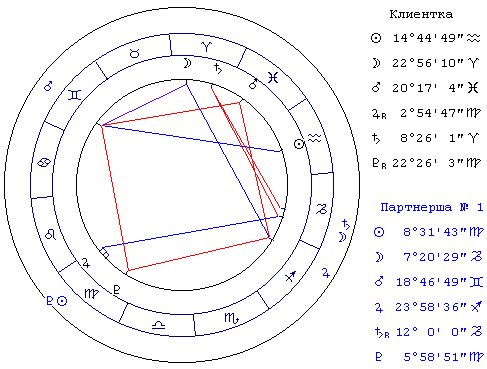 Клиентка
☉ 14°44'49"♒
☽ 22°56'10"♈
♂ 20°17' 4"♓
♃R 2°54'47"♍
♄ 8°26' 1"♈
♇R 22°26' 3"♍
Партнерша № 1
☉ 8°31'43"♍
☽ 7°20'29"♑
♂ 18°46'49"♊
♃ 23°58'36"♐
♄R 12° 0' 0"♑
♇ 5°58'51"♍